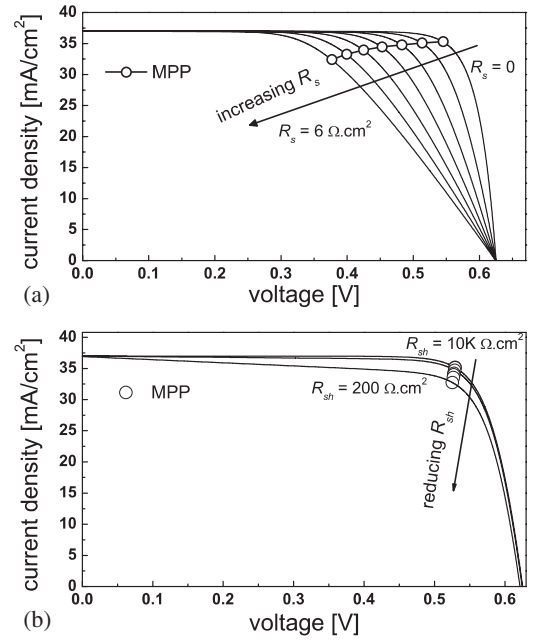 40
35
30
25
20
15
10
5
0
current density [mA/cm²]
MPP
increasing Rs
Rs = 0
Rs = 6 Ω.cm²
0.0 0.1 0.2 0.3 0.4 0.5 0.6
voltage [V]
(a)
40
35
30
25
20
15
10
5
0
current density [mA/cm²]
Rsh = 10K Ω.cm²
Rsh = 200 Ω.cm²
MPP
reducing Rsh
0.0 0.1 0.2 0.3 0.4 0.5 0.6
voltage [V]
(b)